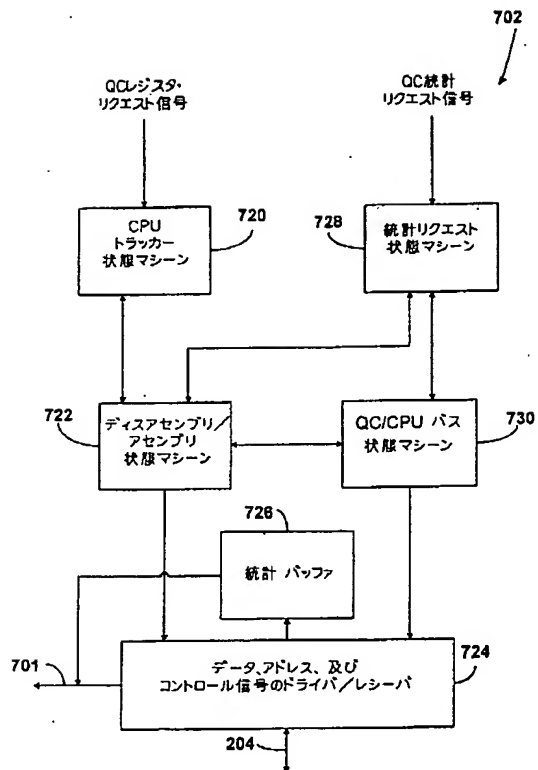 702
QCレジスタ・
リクエスト信号
QC統計
リクエスト信号
CPU
トラッカー
状態マシーン
720
728
統計リクエスト
状態マシーン
722
ディスアセンブリ/
アセンブリ
状態マシーン
QC/CPU バス
状態マシーン
730
726
統計 バッファ
701
データ、アドレス、及び
コントロール信号のドライバ/レシーバ
724
204